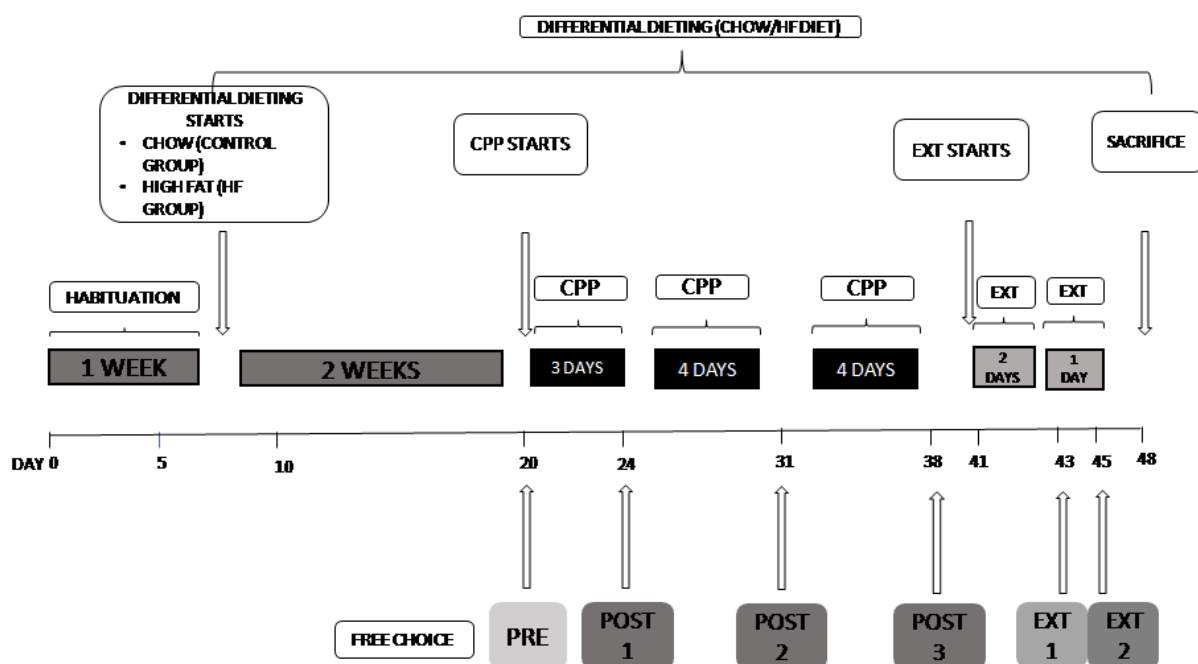 DIFFERENTIAL DIETING (CHOW/HF DIET)
DIFFERENTIAL DIETING
STARTS
- CHOW (CONTROL
GROUP)
- HIGH FAT (HF
GROUP)
CPP STARTS
EXT STARTS
SACRIFICE
HABITUATION
CPP
CPP
CPP
EXT
EXT
1 WEEK
2 WEEKS
3 DAYS
4 DAYS
4 DAYS
2
DAYS
1
DAY
DAY 0 5 10 20 24 31 38 41 43 45 48
FREE CHOICE
PRE
POST
1
POST
2
POST
3
EXT
1
EXT
2